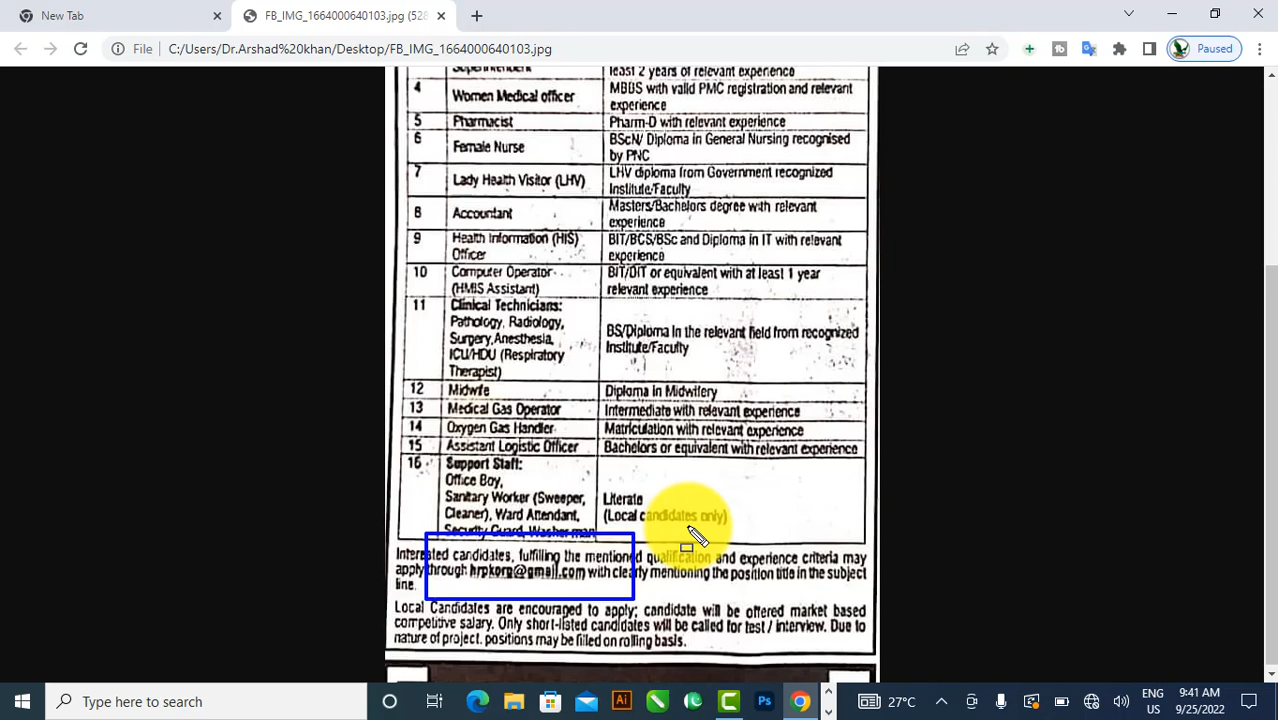 New Tab
FB_IMG_1664000640103.jpg (528
File
C:/Users/Dr.Arshad%20khan/Desktop/FB_IMG_1664000640103.jpg
Paused
Superintendent
least 2 years of relevant experience
4
Women Medical officer
MBBS with valid PMC registration and relevant
experience
5
Pharmacist
Pharm-D with relevant experience
6
Female Nurse
BScN/ Diploma in General Nursing recognised
by PNC
7
Lady Health Visitor (LHV)
LHV diploma from Government recognized
Institute/Faculty
8
Accountant
Masters/Bachelors degree with relevant
experience
9
Health Information (HIS)
Officer
BIT/BCS/BSc and Diploma in IT with relevant
experience
10
Computer Operator
(HMIS Assistant)
BIT/DIT or equivalent with at least 1 year
relevant experience
11
Clinical Technicians:
Pathology, Radiology,
Surgery,Anesthesia,
ICU/HDU (Respiratory
Therapist)
BS/Diploma In the relevant field from recognized
Institute/Faculty
12
Midwife
Diploma in Midwifery
13
Medical Gas Operator
Intermediate with relevant experience
14
Oxygen Gas Handler
Matriculation with relevant experience
15
Assistant Logistic Officer
Bachelors or equivalent with relevant experience
16
Support Staff:
Office Boy,
Sanitary Worker (Sweeper,
Cleaner), Ward Attendant,
Security Guard, Washer man
Literate
(Local candidates only)
Interested candidates, fulfilling the mentioned qualification and experience criteria may
apply through hrpkorg@gmail.com with clearly mentioning the position title in the subject
line.
Local Candidates are encouraged to apply; candidate will be offered market based
competitive salary. Only short-listed candidates will be called for test / interview. Due to
nature of project. positions may be filled on rolling basis.
Type here to search
Ai
Ps
27°C
ENG
US
9:41 AM
9/25/2022